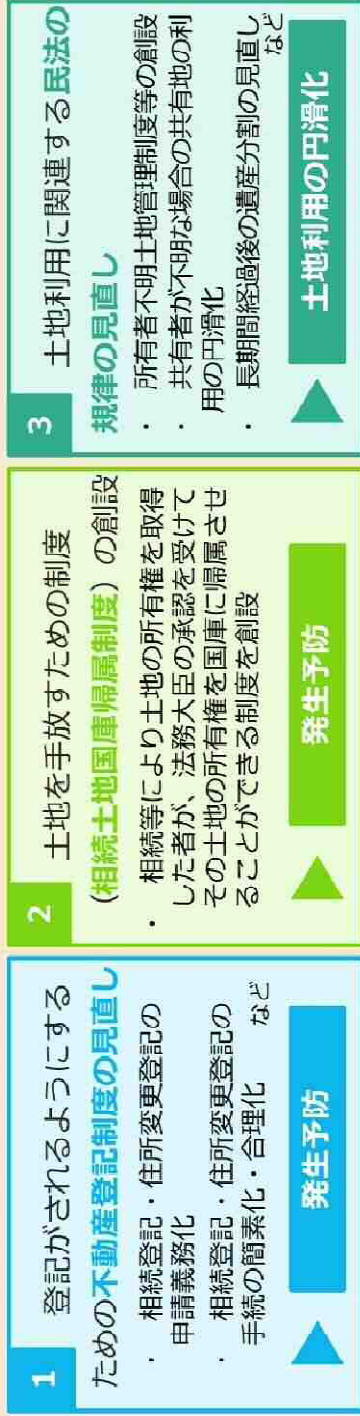 1
登記がされるようにする
ための不動産登記制度の見直し
・ 相続登記・住所変更登記の
申請義務化
・ 相続登記・住所変更登記の
手続の簡素化・合理化 など
発生予防
2
土地を手放すための制度
(相続土地国庫帰属制度)の創設
・ 相続等により土地の所有権を取得
した者が、法務大臣の承認を受けて
その土地の所有権を国庫に帰属させ
ることができる制度を創設
発生予防
3
土地利用に関連する民法の
規律の見直し
・ 所有者不明土地管理制度等の創設
・ 共有者が不明な場合の共有地の利
用の円滑化
・ 長期間経過後の遺産分割の見直し
など
土地利用の円滑化